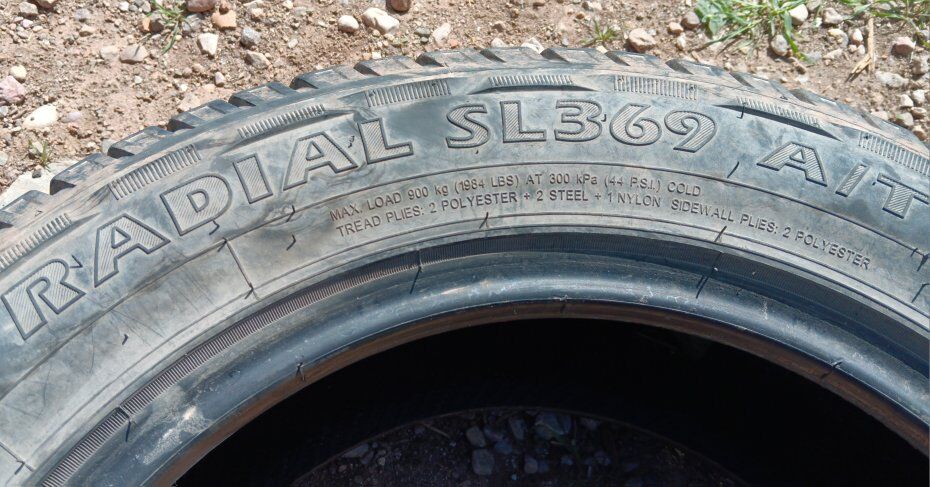 RADIAL SL369 A/T
MAX. LOAD 900 kg (1984 LBS) AT 300 kPa (44 P.S.I.) COLD
TREAD PLIES: 2 POLYESTER + 2 STEEL + 1 NYLON SIDEWALL PLIES: 2 POLYESTER